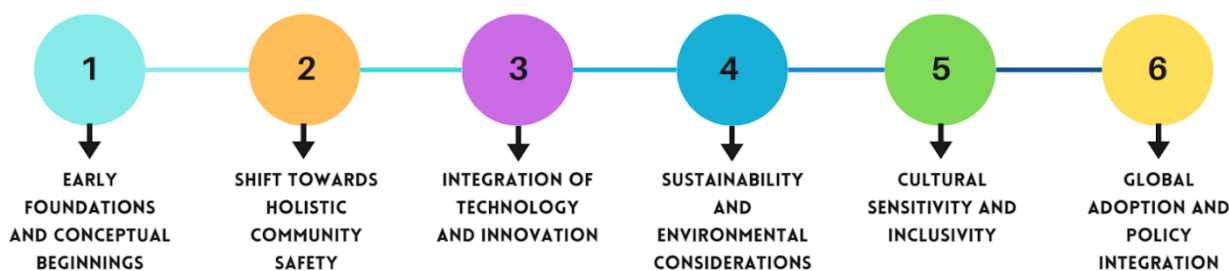 1
2
3
4
5
6
EARLY
FOUNDATIONS
AND CONCEPTUAL
BEGINNINGS
SHIFT TOWARDS
HOLISTIC
COMMUNITY
SAFETY
INTEGRATION OF
TECHNOLOGY
AND INNOVATION
SUSTAINABILITY
AND
ENVIRONMENTAL
CONSIDERATIONS
CULTURAL
SENSITIVITY AND
INCLUSIVITY
GLOBAL
ADOPTION AND
POLICY
INTEGRATION